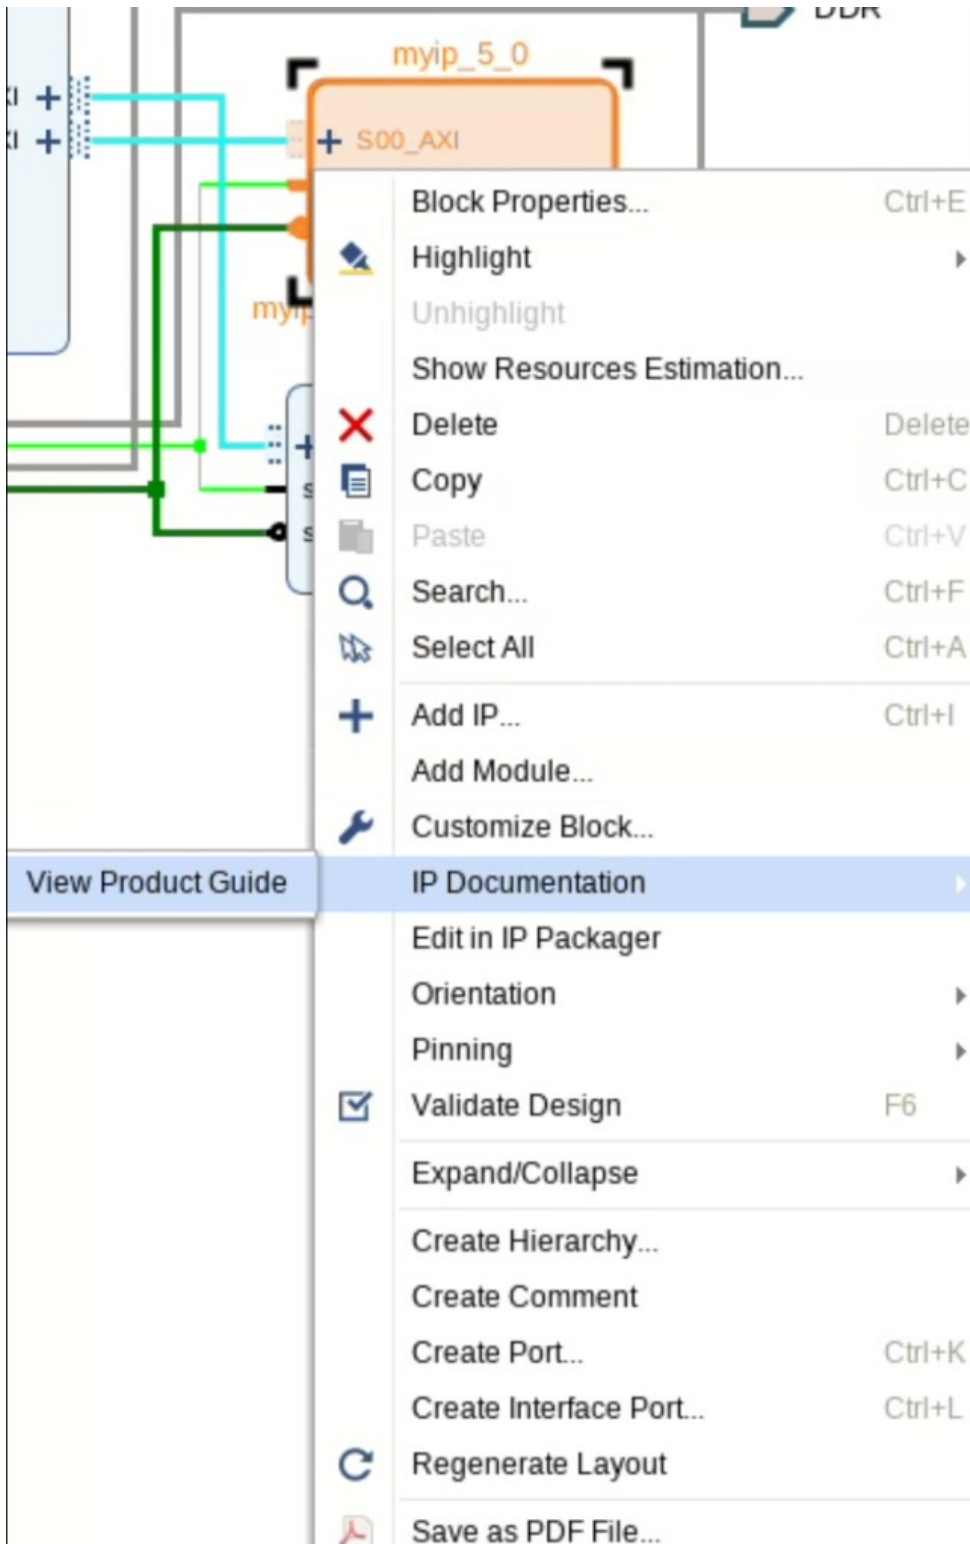 DDR
myip_5_0
S00_AXI
Block Properties... Ctrl+E
Highlight
Unhighlight
Show Resources Estimation...
Delete Delete
Copy Ctrl+C
Paste Ctrl+V
Search... Ctrl+F
Select All Ctrl+A
Add IP... Ctrl+I
Add Module...
Customize Block...
View Product Guide IP Documentation
Edit in IP Packager
Orientation
Pinning
Validate Design F6
Expand/Collapse
Create Hierarchy...
Create Comment
Create Port... Ctrl+K
Create Interface Port... Ctrl+L
Regenerate Layout
Save as PDF File...